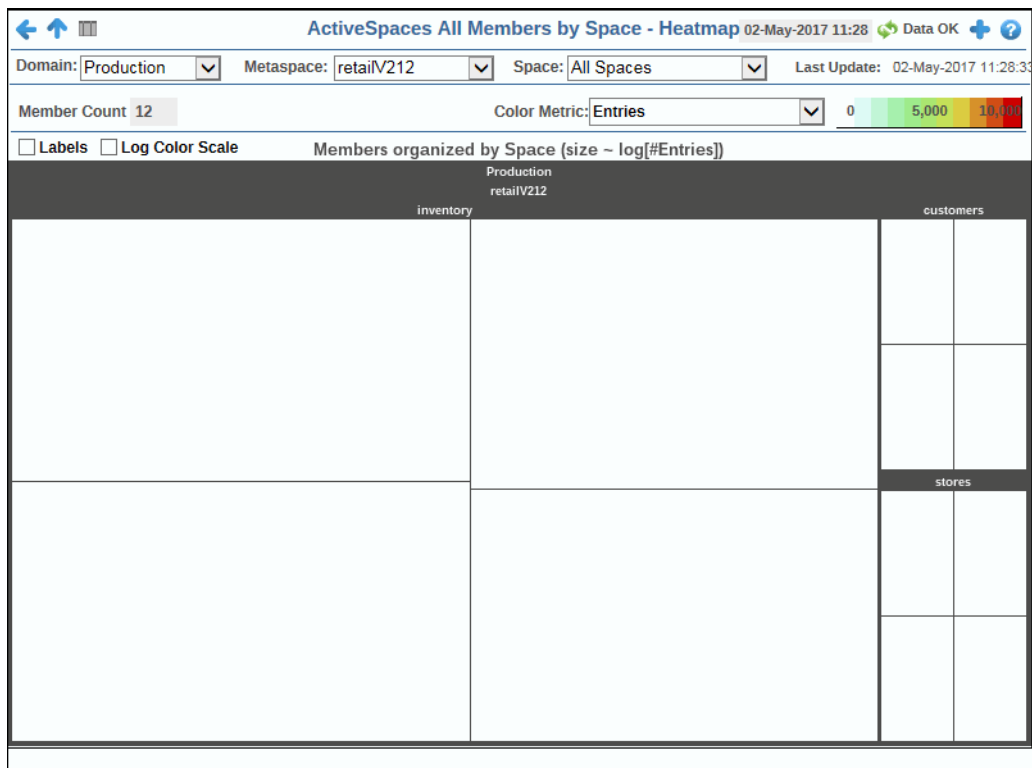 ActiveSpaces All Members by Space - Heatmap 02-May-2017 11:28 Data OK
Domain: Production Metaspace: retailV212 Space: All Spaces Last Update: 02-May-2017 11:28:33
Member Count 12 Color Metric: Entries 0 5,000 10,000
Labels Log Color Scale Members organized by Space (size ~ log[#Entries])
Production
retailV212
inventory customers
stores